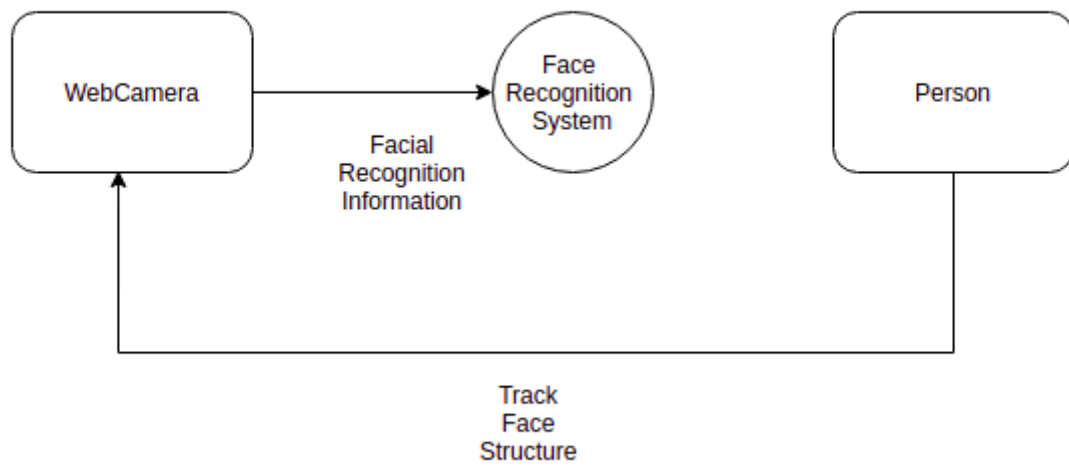 WebCamera
Face
Recognition
System
Person
Facial
Recognition
Information
Track
Face
Structure